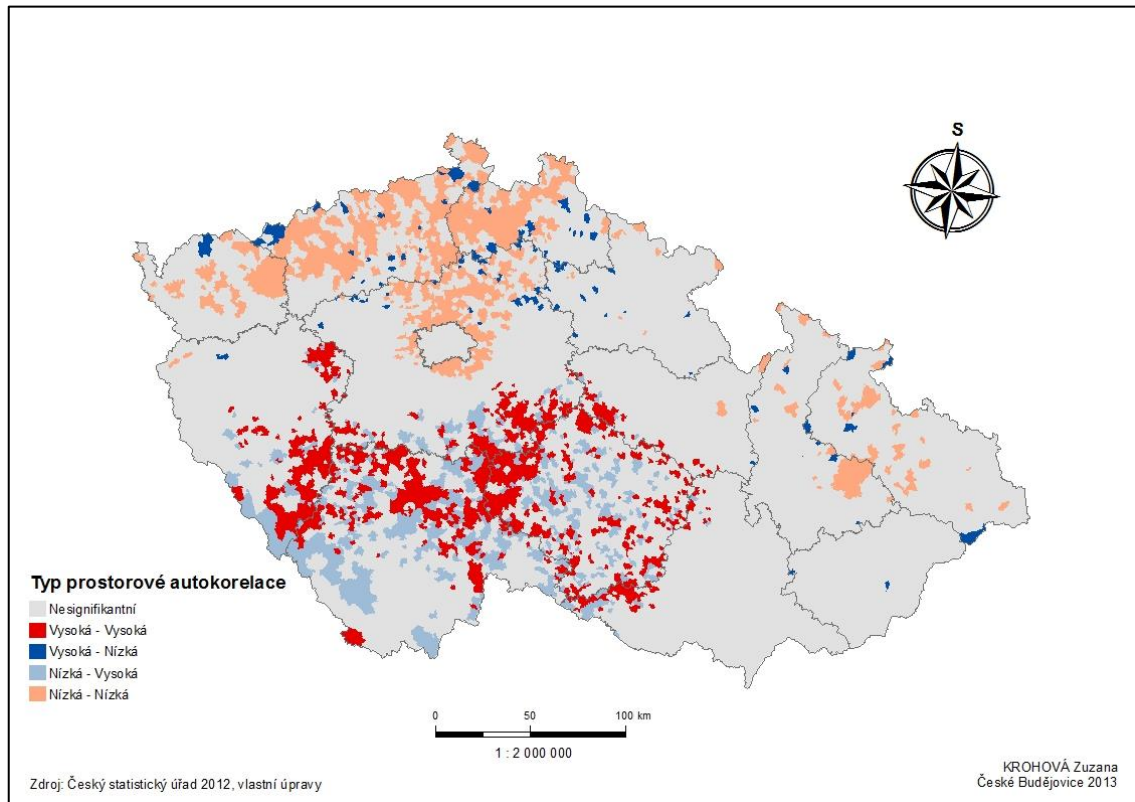 S
Typ prostorové autokorelace
Nesignifikantní
Vysoká - Vysoká
Vysoká - Nízká
Nízká - Vysoká
Nízká - Nízká
0 50 100 km
1 : 2 000 000
Zdroj: Český statistický úřad 2012, vlastní úpravy
KROHOVÁ Zuzana
České Budějovice 2013